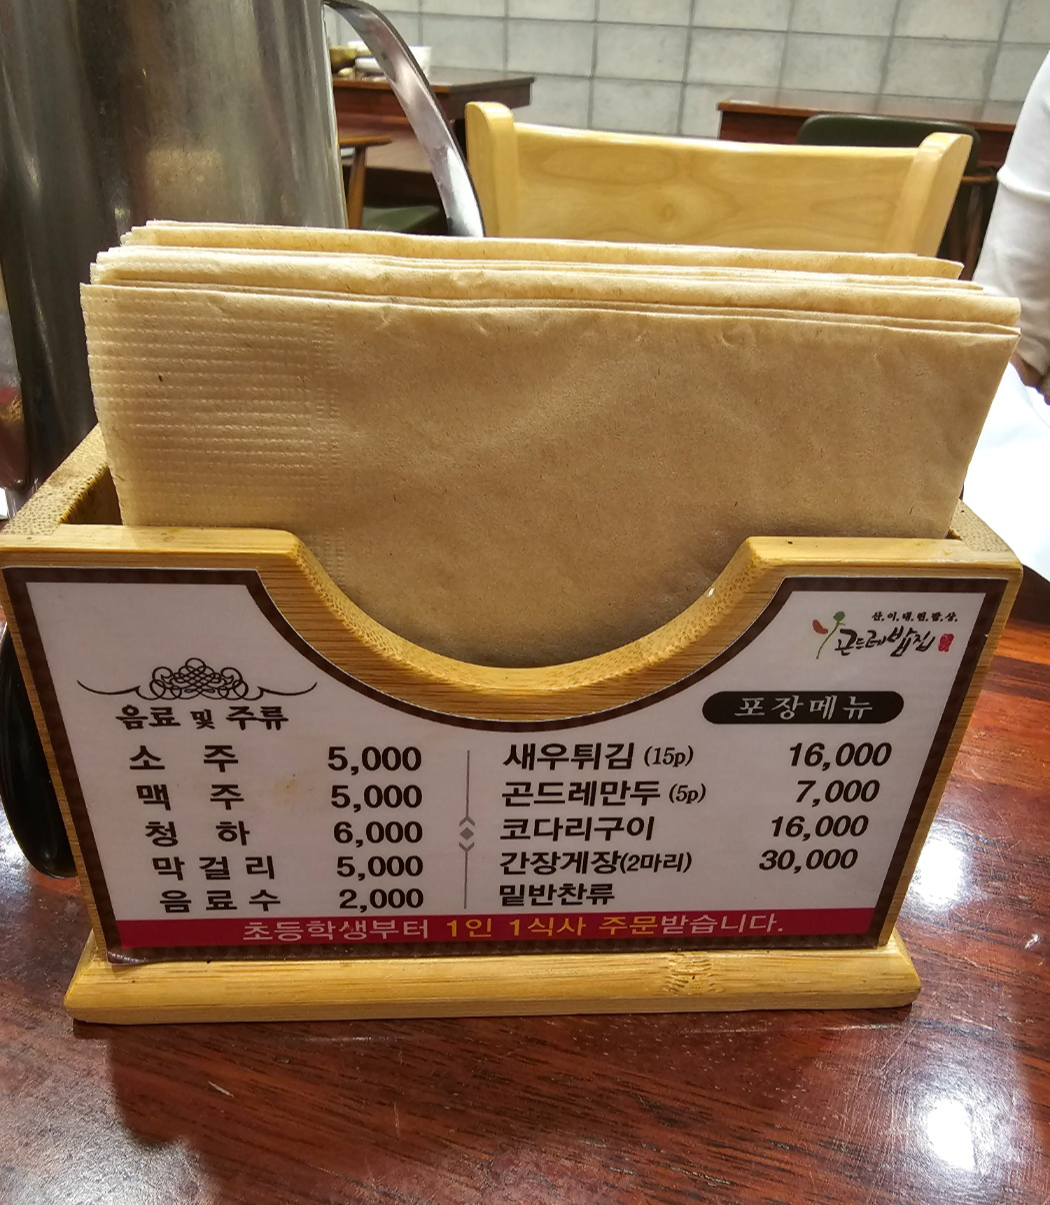 산.이.내.린.밥.상.
곤드레밥집
음료 및 주류
소주 5,000
맥주 5,000
청하 6,000
막걸리 5,000
음료수 2,000
포장메뉴
새우튀김 (15p) 16,000
곤드레만두 (5p) 7,000
코다리구이 16,000
간장게장(2마리) 30,000
밑반찬류
초등학생부터 1인 1식사 주문받습니다.